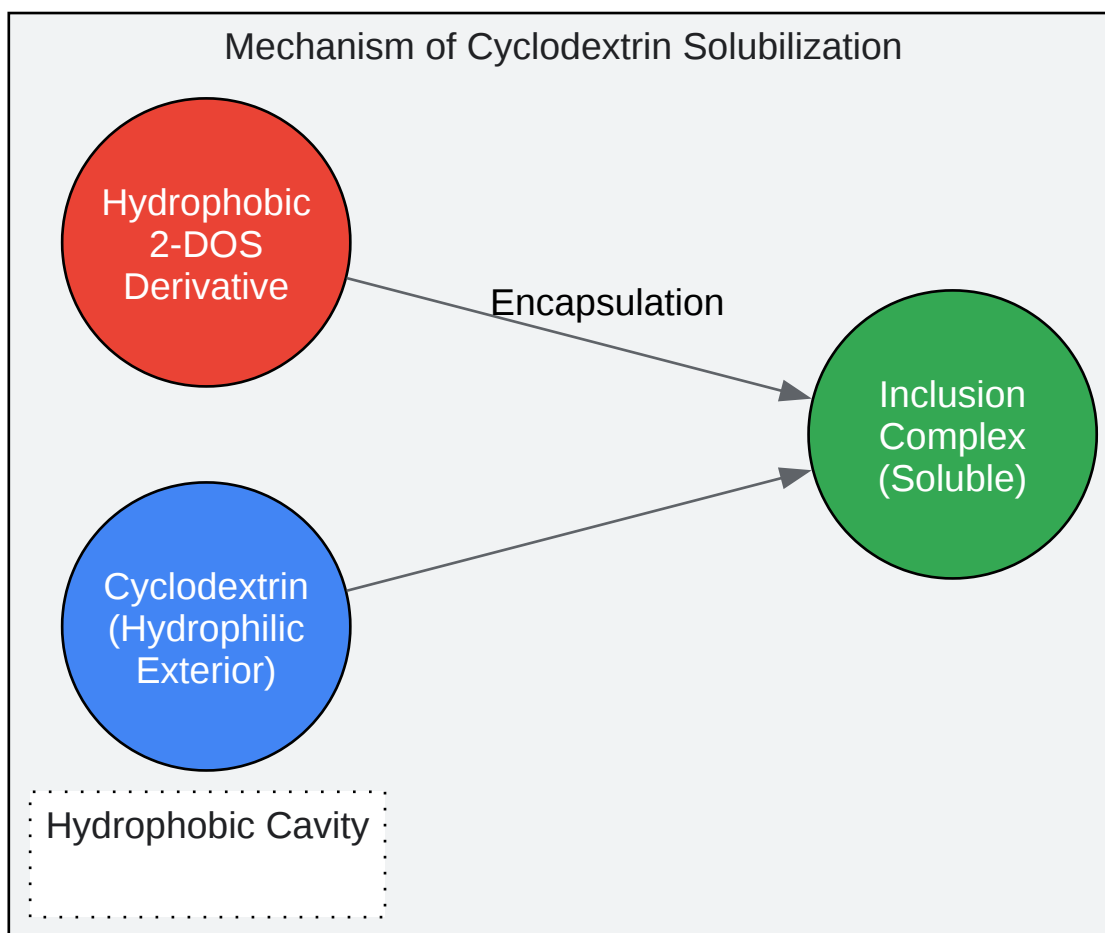 Mechanism of Cyclodextrin Solubilization
Hydrophobic
2-DOS
Derivative
Encapsulation
Inclusion
Complex
(Soluble)
Cyclodextrin
(Hydrophilic
Exterior)
Hydrophobic Cavity